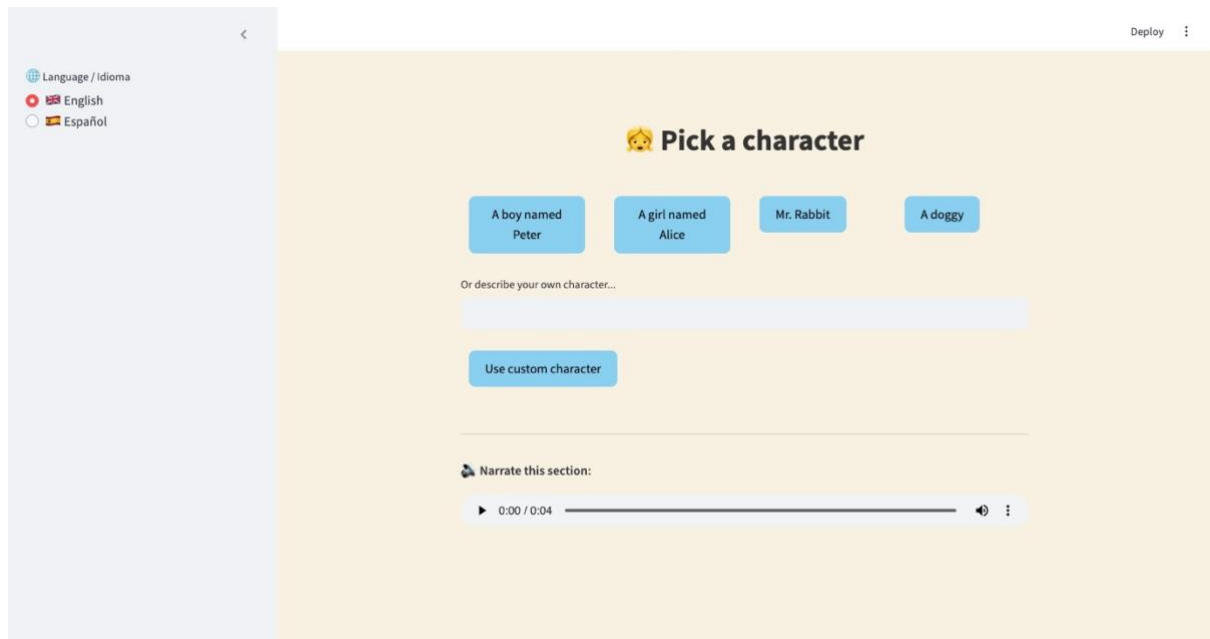 Deploy
Language / Idioma
English
Español
Pick a character
A boy named
Peter
A girl named
Alice
Mr. Rabbit
A doggy
Or describe your own character...
Use custom character
Narrate this section:
0:00 / 0:04